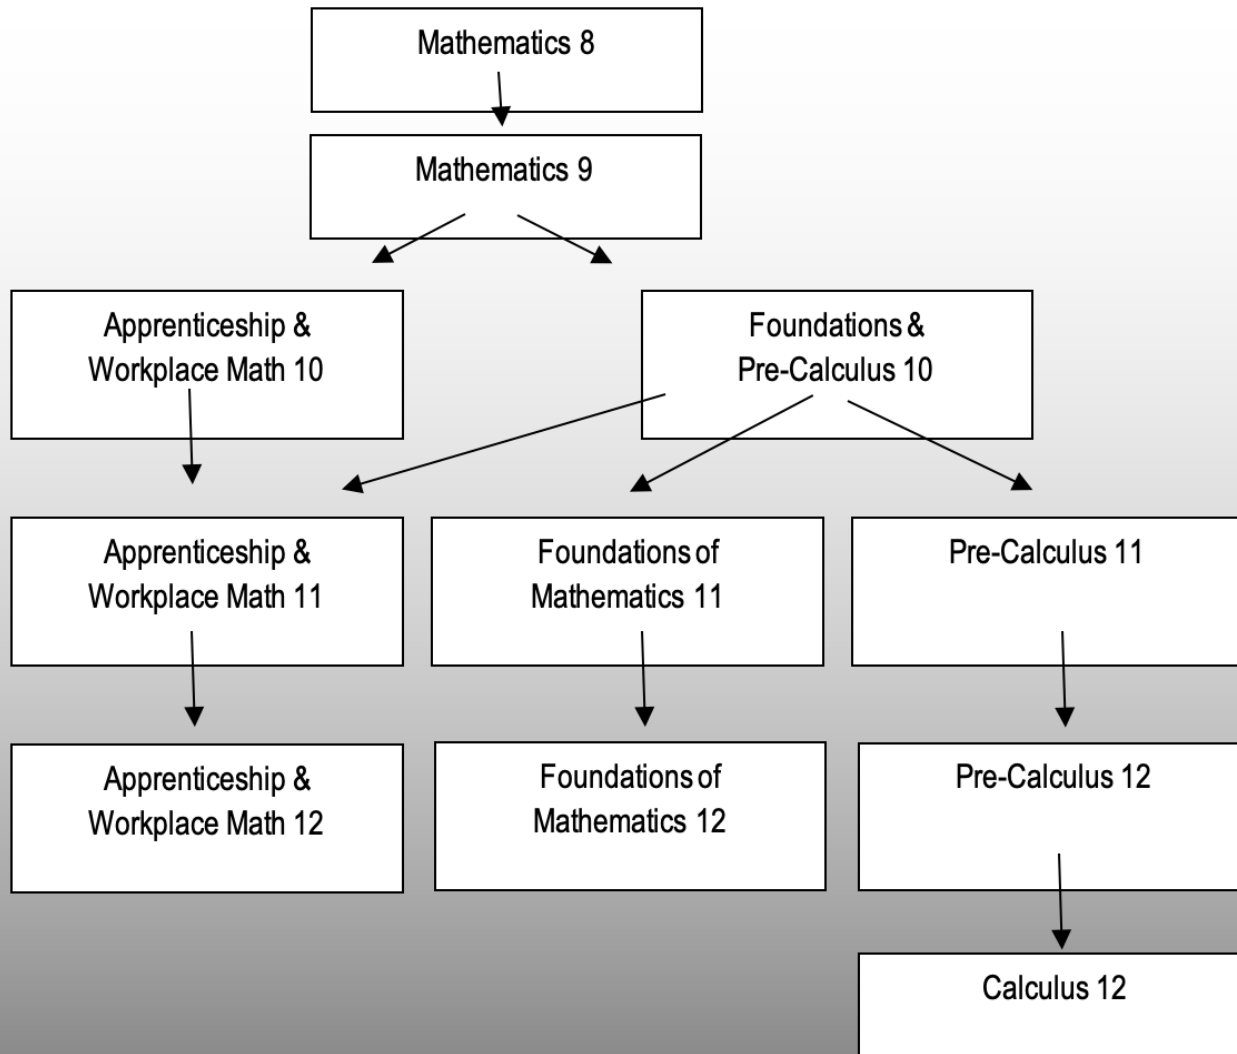 Mathematics 8
Mathematics 9
Apprenticeship &
Workplace Math 10
Foundations &
Pre-Calculus 10
Apprenticeship &
Workplace Math 11
Foundations of
Mathematics 11
Pre-Calculus 11
Apprenticeship &
Workplace Math 12
Foundations of
Mathematics 12
Pre-Calculus 12
Calculus 12